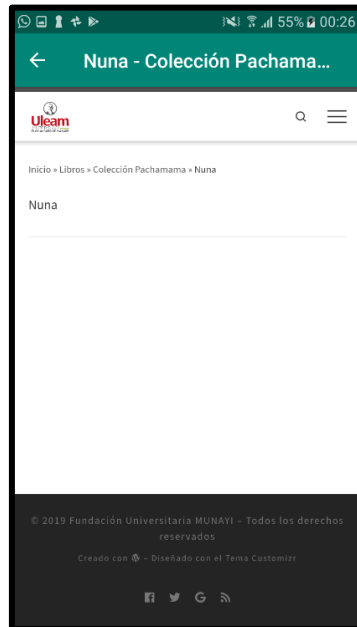 55% 00:26
Nuna - Colección Pachama...
Uleam
Inicio » Libros » Colección Pachamama » Nuna
Nuna
© 2019 Fundación Universitaria MUNAYI – Todos los derechos
reservados
Creado con – Diseñado con el Tema Customizr